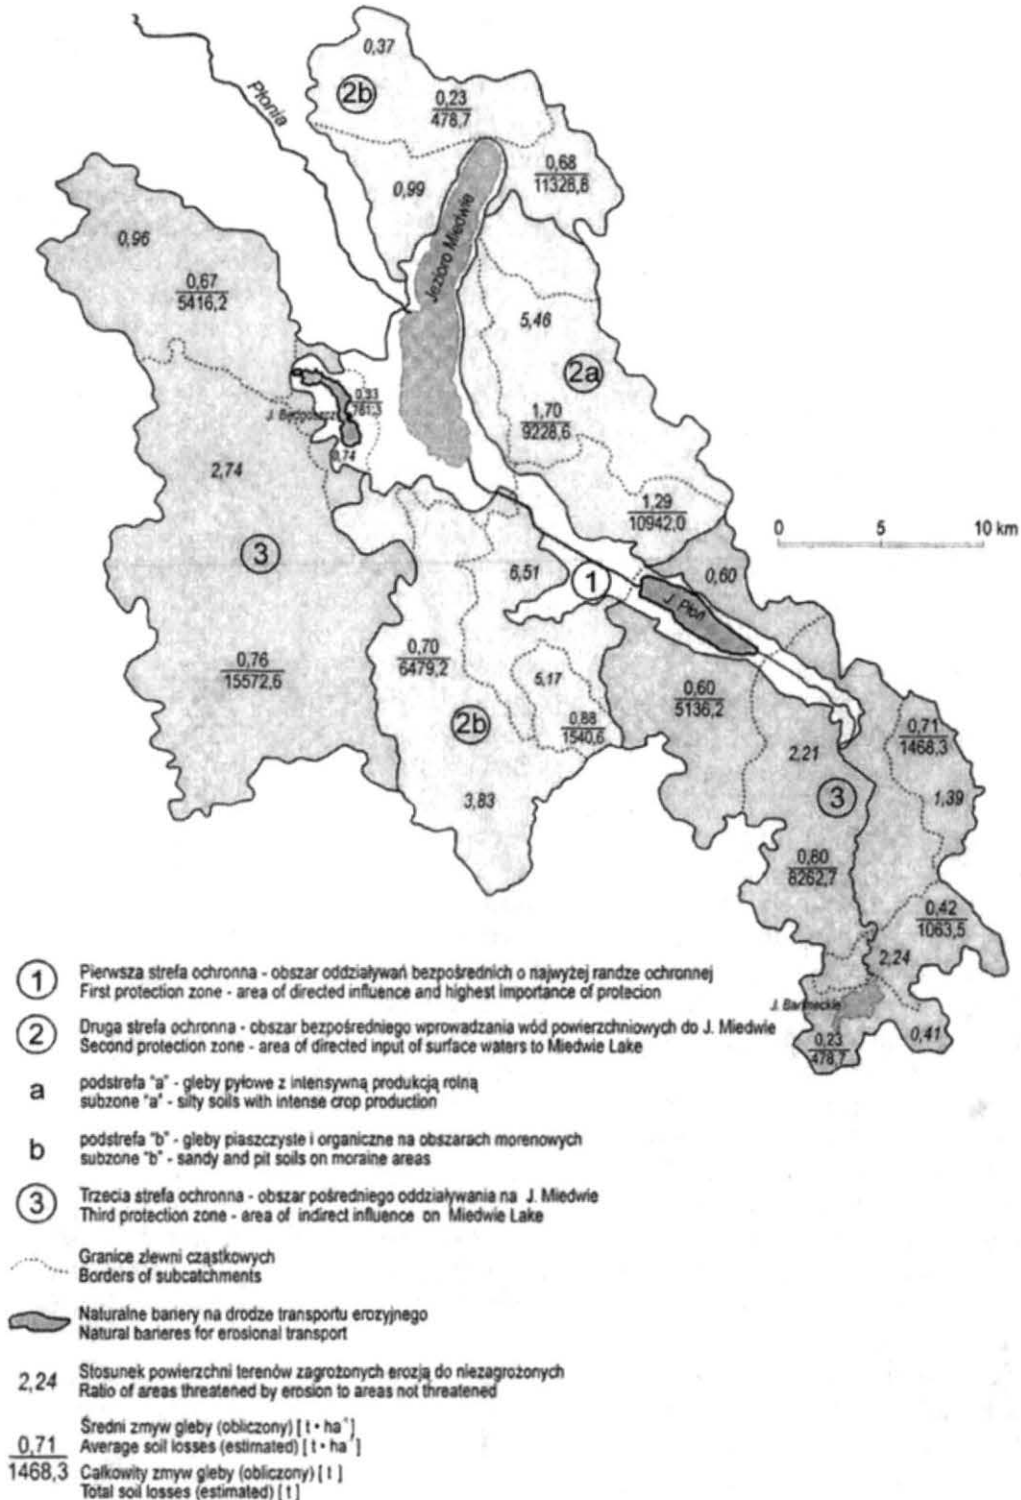 0,37
2b
0,23
478,7
Płonia
0,68
11328,8
0,99
Jezioro Miedwie
0,96
0,67
5416,2
5,46
2a
0,33
761,3
J. Będgoszcz
1,70
9228,6
0,74
2,74
1,29
10942,0
0 5 10 km
3
6,51
1
0,60
J. Płoń
0,70
6479,2
0,76
15572,6
5,17
0,60
5136,2
2b
0,88
1540,6
0,71
1468,3
2,21
3
1,39
3,83
0,80
8262,7
0,42
1063,5
2,24
J. Barlineckie
0,23
478,7
0,41
1 Pierwsza strefa ochronna - obszar oddziaływań bezpośrednich o najwyżej randze ochronnej
First protection zone - area of directed influence and highest importance of protecion
2 Druga strefa ochronna - obszar bezpośredniego wprowadzania wód powierzchniowych do J. Miedwie
Second protection zone - area of directed input of surface waters to Miedwie Lake
a podstrefa "a" - gleby pyłowe z intensywną produkcją rolną
subzone "a" - silty soils with intense crop production
b podstrefa "b" - gleby piaszczyste i organiczne na obszarach morenowych
subzone "b" - sandy and pit soils on moraine areas
3 Trzecia strefa ochronna - obszar pośredniego oddziaływania na J. Miedwie
Third protection zone - area of indirect influence on Miedwie Lake
Granice zlewni cząstkowych
Borders of subcatchments
Naturalne bariery na drodze transportu erozyjnego
Natural barieres for erosional transport
2,24 Stosunek powierzchni terenów zagrożonych erozją do niezagrożonych
Ratio of areas threatened by erosion to areas not threatened
Średni zmyw gleby (obliczony) [ t • ha⁻¹]
0,71 Average soil losses (estimated) [ t • ha⁻¹]
1468,3 Całkowity zmyw gleby (obliczony) [ t ]
Total soil losses (estimated) [ t ]